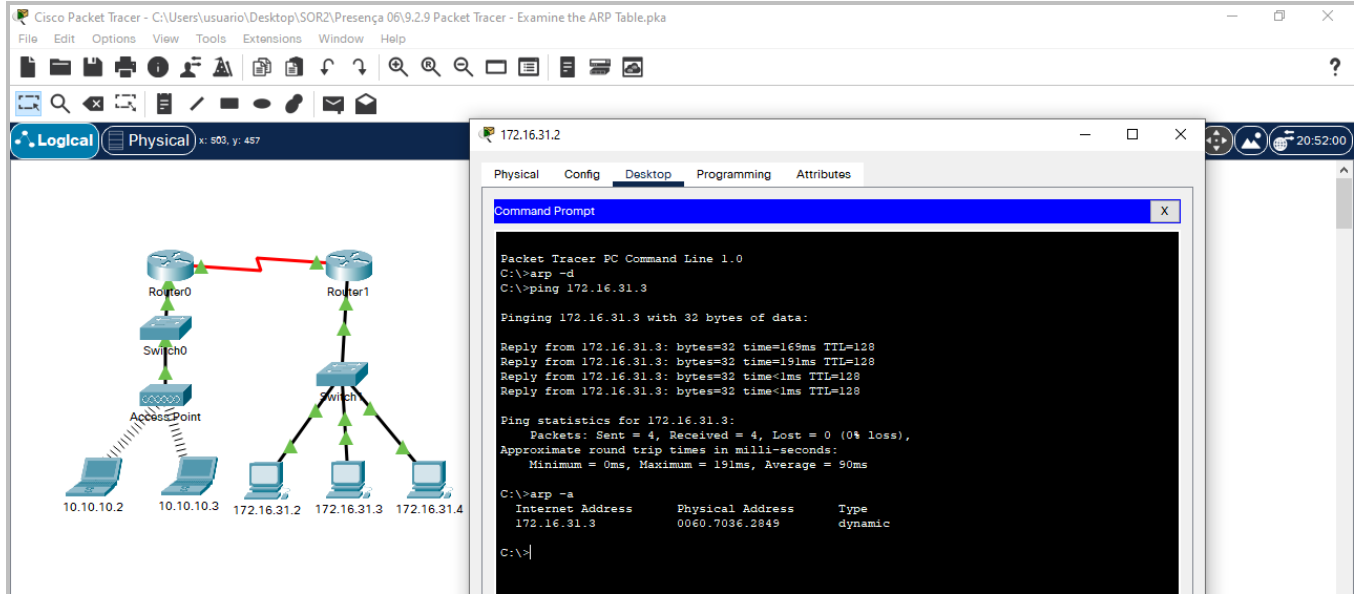 Cisco Packet Tracer - C:\Users\usuario\Desktop\SOR2\Presença 06\9.2.9 Packet Tracer - Examine the ARP Table.pka
File Edit Options View Tools Extensions Window Help
?
Logical Physical x: 503, y: 457
20:52:00
Router0
Router1
Switch0
Switch1
Access Point
10.10.10.2
10.10.10.3
172.16.31.2
172.16.31.3
172.16.31.4
172.16.31.2
Physical Config Desktop Programming Attributes
Command Prompt
X
Packet Tracer PC Command Line 1.0
C:\>arp -d
C:\>ping 172.16.31.3
Pinging 172.16.31.3 with 32 bytes of data:
Reply from 172.16.31.3: bytes=32 time=169ms TTL=128
Reply from 172.16.31.3: bytes=32 time=191ms TTL=128
Reply from 172.16.31.3: bytes=32 time<1ms TTL=128
Reply from 172.16.31.3: bytes=32 time<1ms TTL=128
Ping statistics for 172.16.31.3:
Packets: Sent = 4, Received = 4, Lost = 0 (0% loss),
Approximate round trip times in milli-seconds:
Minimum = 0ms, Maximum = 191ms, Average = 90ms
C:\>arp -a
Internet Address Physical Address Type
172.16.31.3 0060.7036.2849 dynamic
C:\>